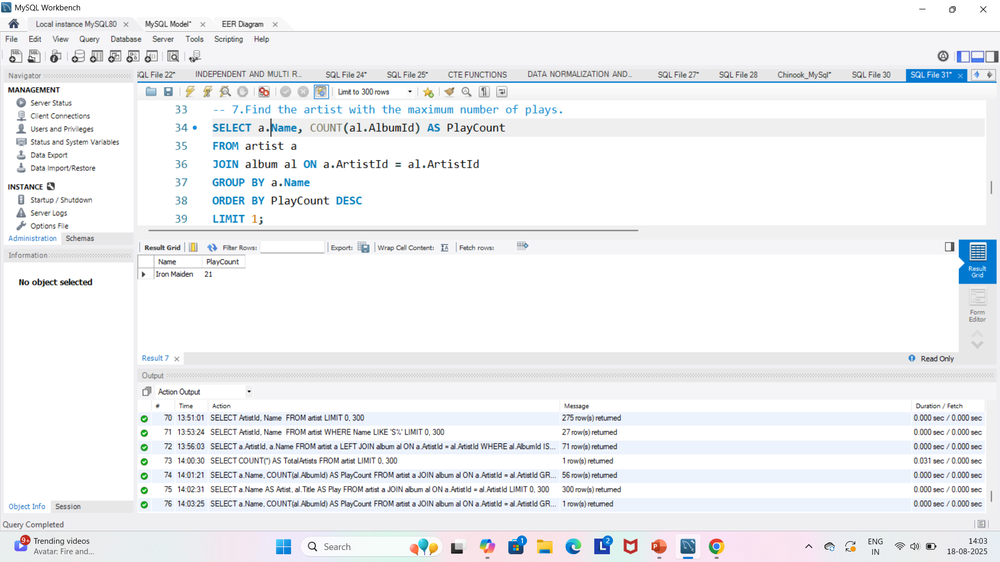 MySQL Workbench
Local instance MySQL80
MySQL Model*
EER Diagram
File Edit View Query Database Server Tools Scripting Help
Navigator
SQL File 22*
INDEPENDENT AND MULTI R...
SQL File 24*
SQL File 25*
CTE FUNCTIONS
DATA NORMALIZATION AND...
SQL File 27*
SQL File 28
Chinook_MySql*
SQL File 30
SQL File 31*
MANAGEMENT
Server Status
Client Connections
Users and Privileges
Status and System Variables
Data Export
Data Import/Restore
INSTANCE
Startup / Shutdown
Server Logs
Options File
Administration Schemas
Information
No object selected
Object Info Session
Limit to 300 rows
33 -- 7.Find the artist with the maximum number of plays.
34 SELECT a.Name, COUNT(al.AlbumId) AS PlayCount
35 FROM artist a
36 JOIN album al ON a.ArtistId = al.ArtistId
37 GROUP BY a.Name
38 ORDER BY PlayCount DESC
39 LIMIT 1;
Result Grid Filter Rows: Export: Wrap Cell Content: Fetch rows:
Name PlayCount
Iron Maiden 21
Result Grid
Form Editor
Result 7
Read Only
Output
Action Output
# Time Action Message Duration / Fetch
70 13:51:01 SELECT ArtistId, Name FROM artist LIMIT 0, 300 275 row(s) returned 0.000 sec / 0.000 sec
71 13:53:24 SELECT ArtistId, Name FROM artist WHERE Name LIKE 'S%' LIMIT 0, 300 27 row(s) returned 0.000 sec / 0.000 sec
72 13:56:03 SELECT a.ArtistId, a.Name FROM artist a LEFT JOIN album al ON a.ArtistId = al.ArtistId WHERE al.AlbumId IS... 71 row(s) returned 0.000 sec / 0.000 sec
73 14:00:30 SELECT COUNT(*) AS TotalArtists FROM artist LIMIT 0, 300 1 row(s) returned 0.031 sec / 0.000 sec
74 14:01:21 SELECT a.Name, COUNT(al.AlbumId) AS PlayCount FROM artist a JOIN album al ON a.ArtistId = al.ArtistId GR... 56 row(s) returned 0.000 sec / 0.000 sec
75 14:02:31 SELECT a.Name AS Artist, al.Title AS Play FROM artist a JOIN album al ON a.ArtistId = al.ArtistId LIMIT 0, 300 300 row(s) returned 0.000 sec / 0.000 sec
76 14:03:25 SELECT a.Name, COUNT(al.AlbumId) AS PlayCount FROM artist a JOIN album al ON a.ArtistId = al.ArtistId GR... 1 row(s) returned 0.000 sec / 0.000 sec
Query Completed
9+
Trending videos
Avatar: Fire and...
Search
1
2
ENG
IN
14:03
18-08-2025